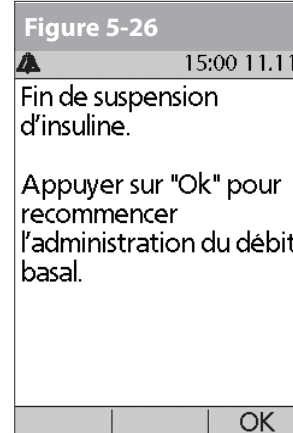 Figure 5-26
15:00 11.11
Fin de suspension
d'insuline.
Appuyer sur "Ok" pour
recommencer
l'administration du débit
basal.
OK